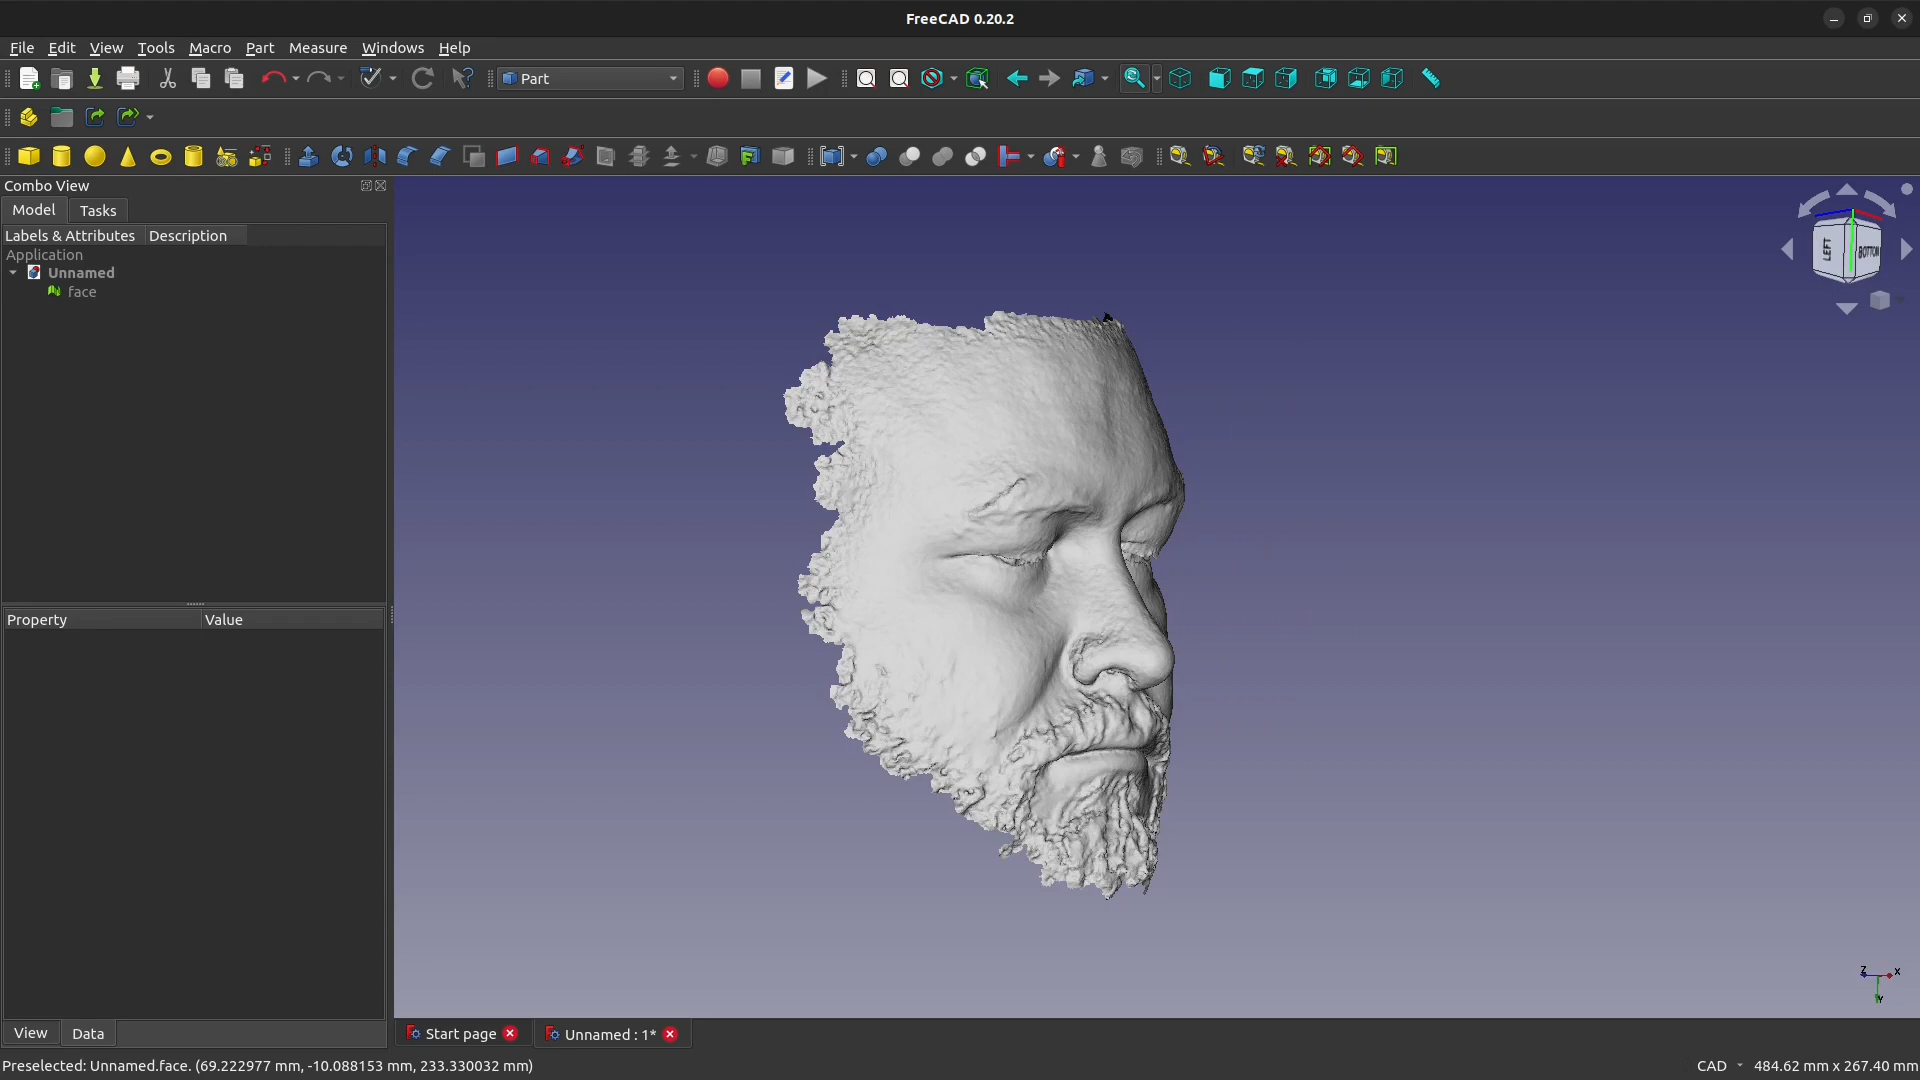 FreeCAD 0.20.2
File Edit View Tools Macro Part Measure Windows Help
Part
Combo View
Model Tasks
Labels & Attributes Description
Application
Unnamed
face
LEFT BOTTOM
Property Value
Z X
Y
View Data
Start page Unnamed : 1*
Preselected: Unnamed.face. (69.222977 mm, -10.088153 mm, 233.330032 mm) CAD 484.62 mm x 267.40 mm